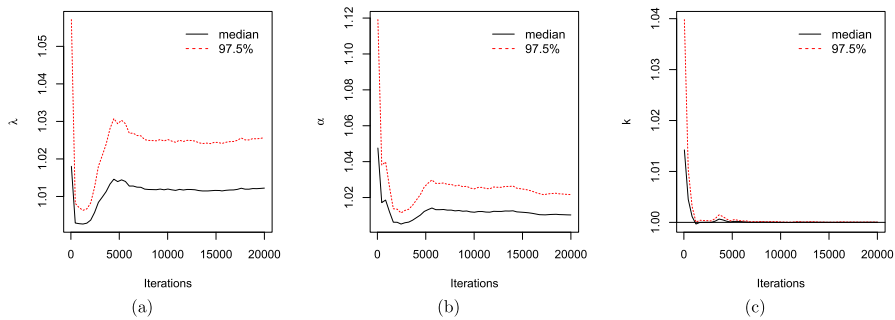 λ
1.01 1.02 1.03 1.04 1.05
median
97.5%
0 5000 10000 15000 20000
Iterations
(a)
α
1.02 1.04 1.06 1.08 1.10 1.12
median
97.5%
0 5000 10000 15000 20000
Iterations
(b)
k
1.00 1.01 1.02 1.03 1.04
median
97.5%
0 5000 10000 15000 20000
Iterations
(c)